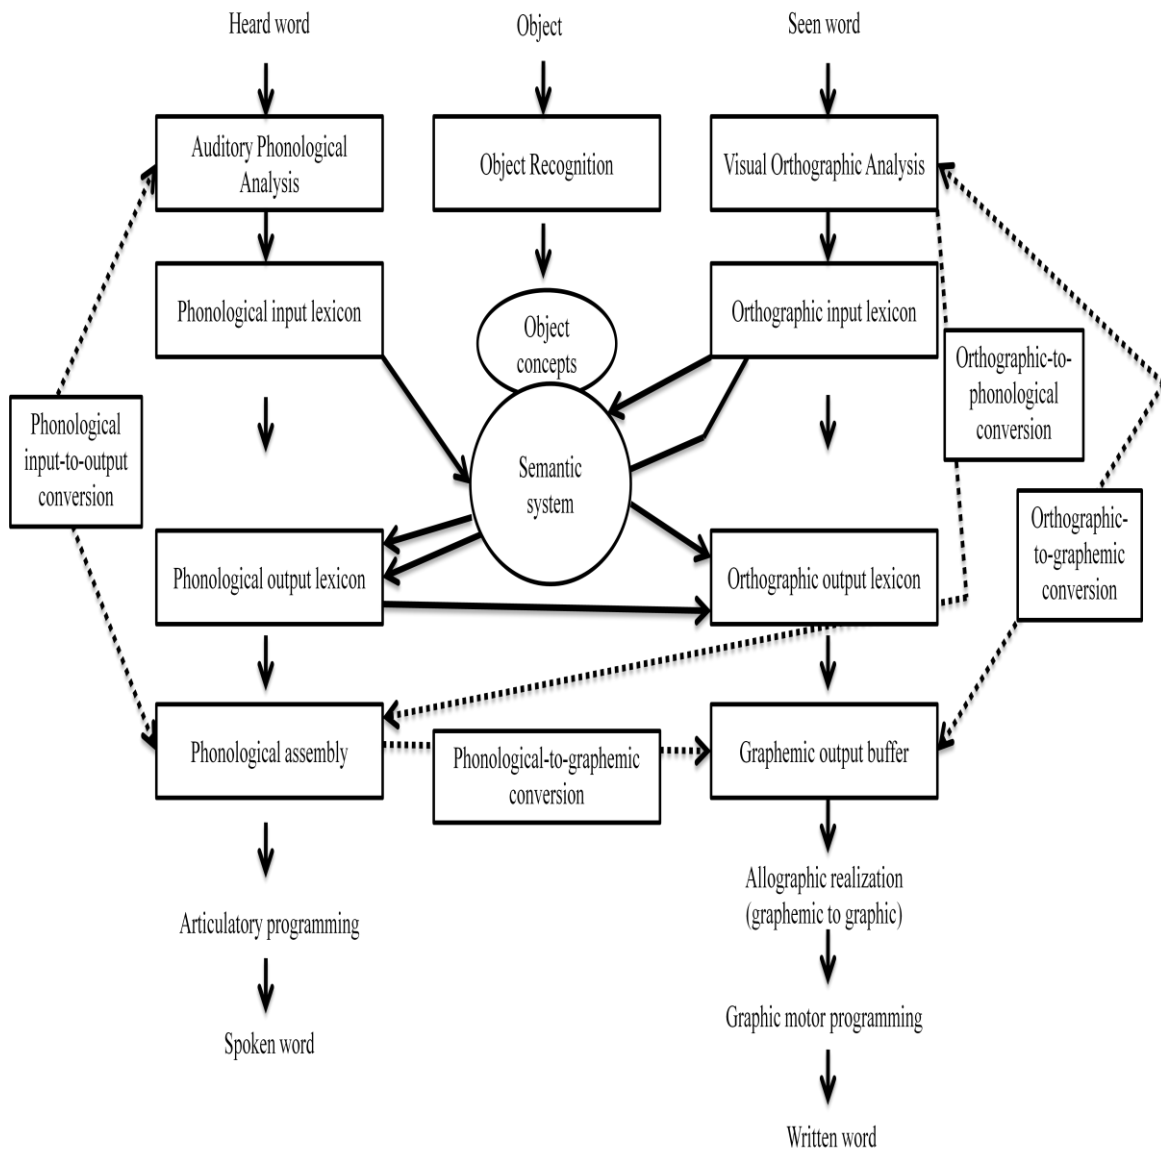 Heard word
Object
Seen word
Auditory Phonological
Analysis
Object Recognition
Visual Orthographic Analysis
Phonological input lexicon
Object
concepts
Orthographic input lexicon
Orthographic-to-
phonological
conversion
Phonological
input-to-output
conversion
Semantic
system
Orthographic-
to-graphemic
conversion
Phonological output lexicon
Orthographic output lexicon
Phonological assembly
Phonological-to-graphemic
conversion
Graphemic output buffer
Allographic realization
(graphemic to graphic)
Articulatory programming
Graphic motor programming
Spoken word
Written word